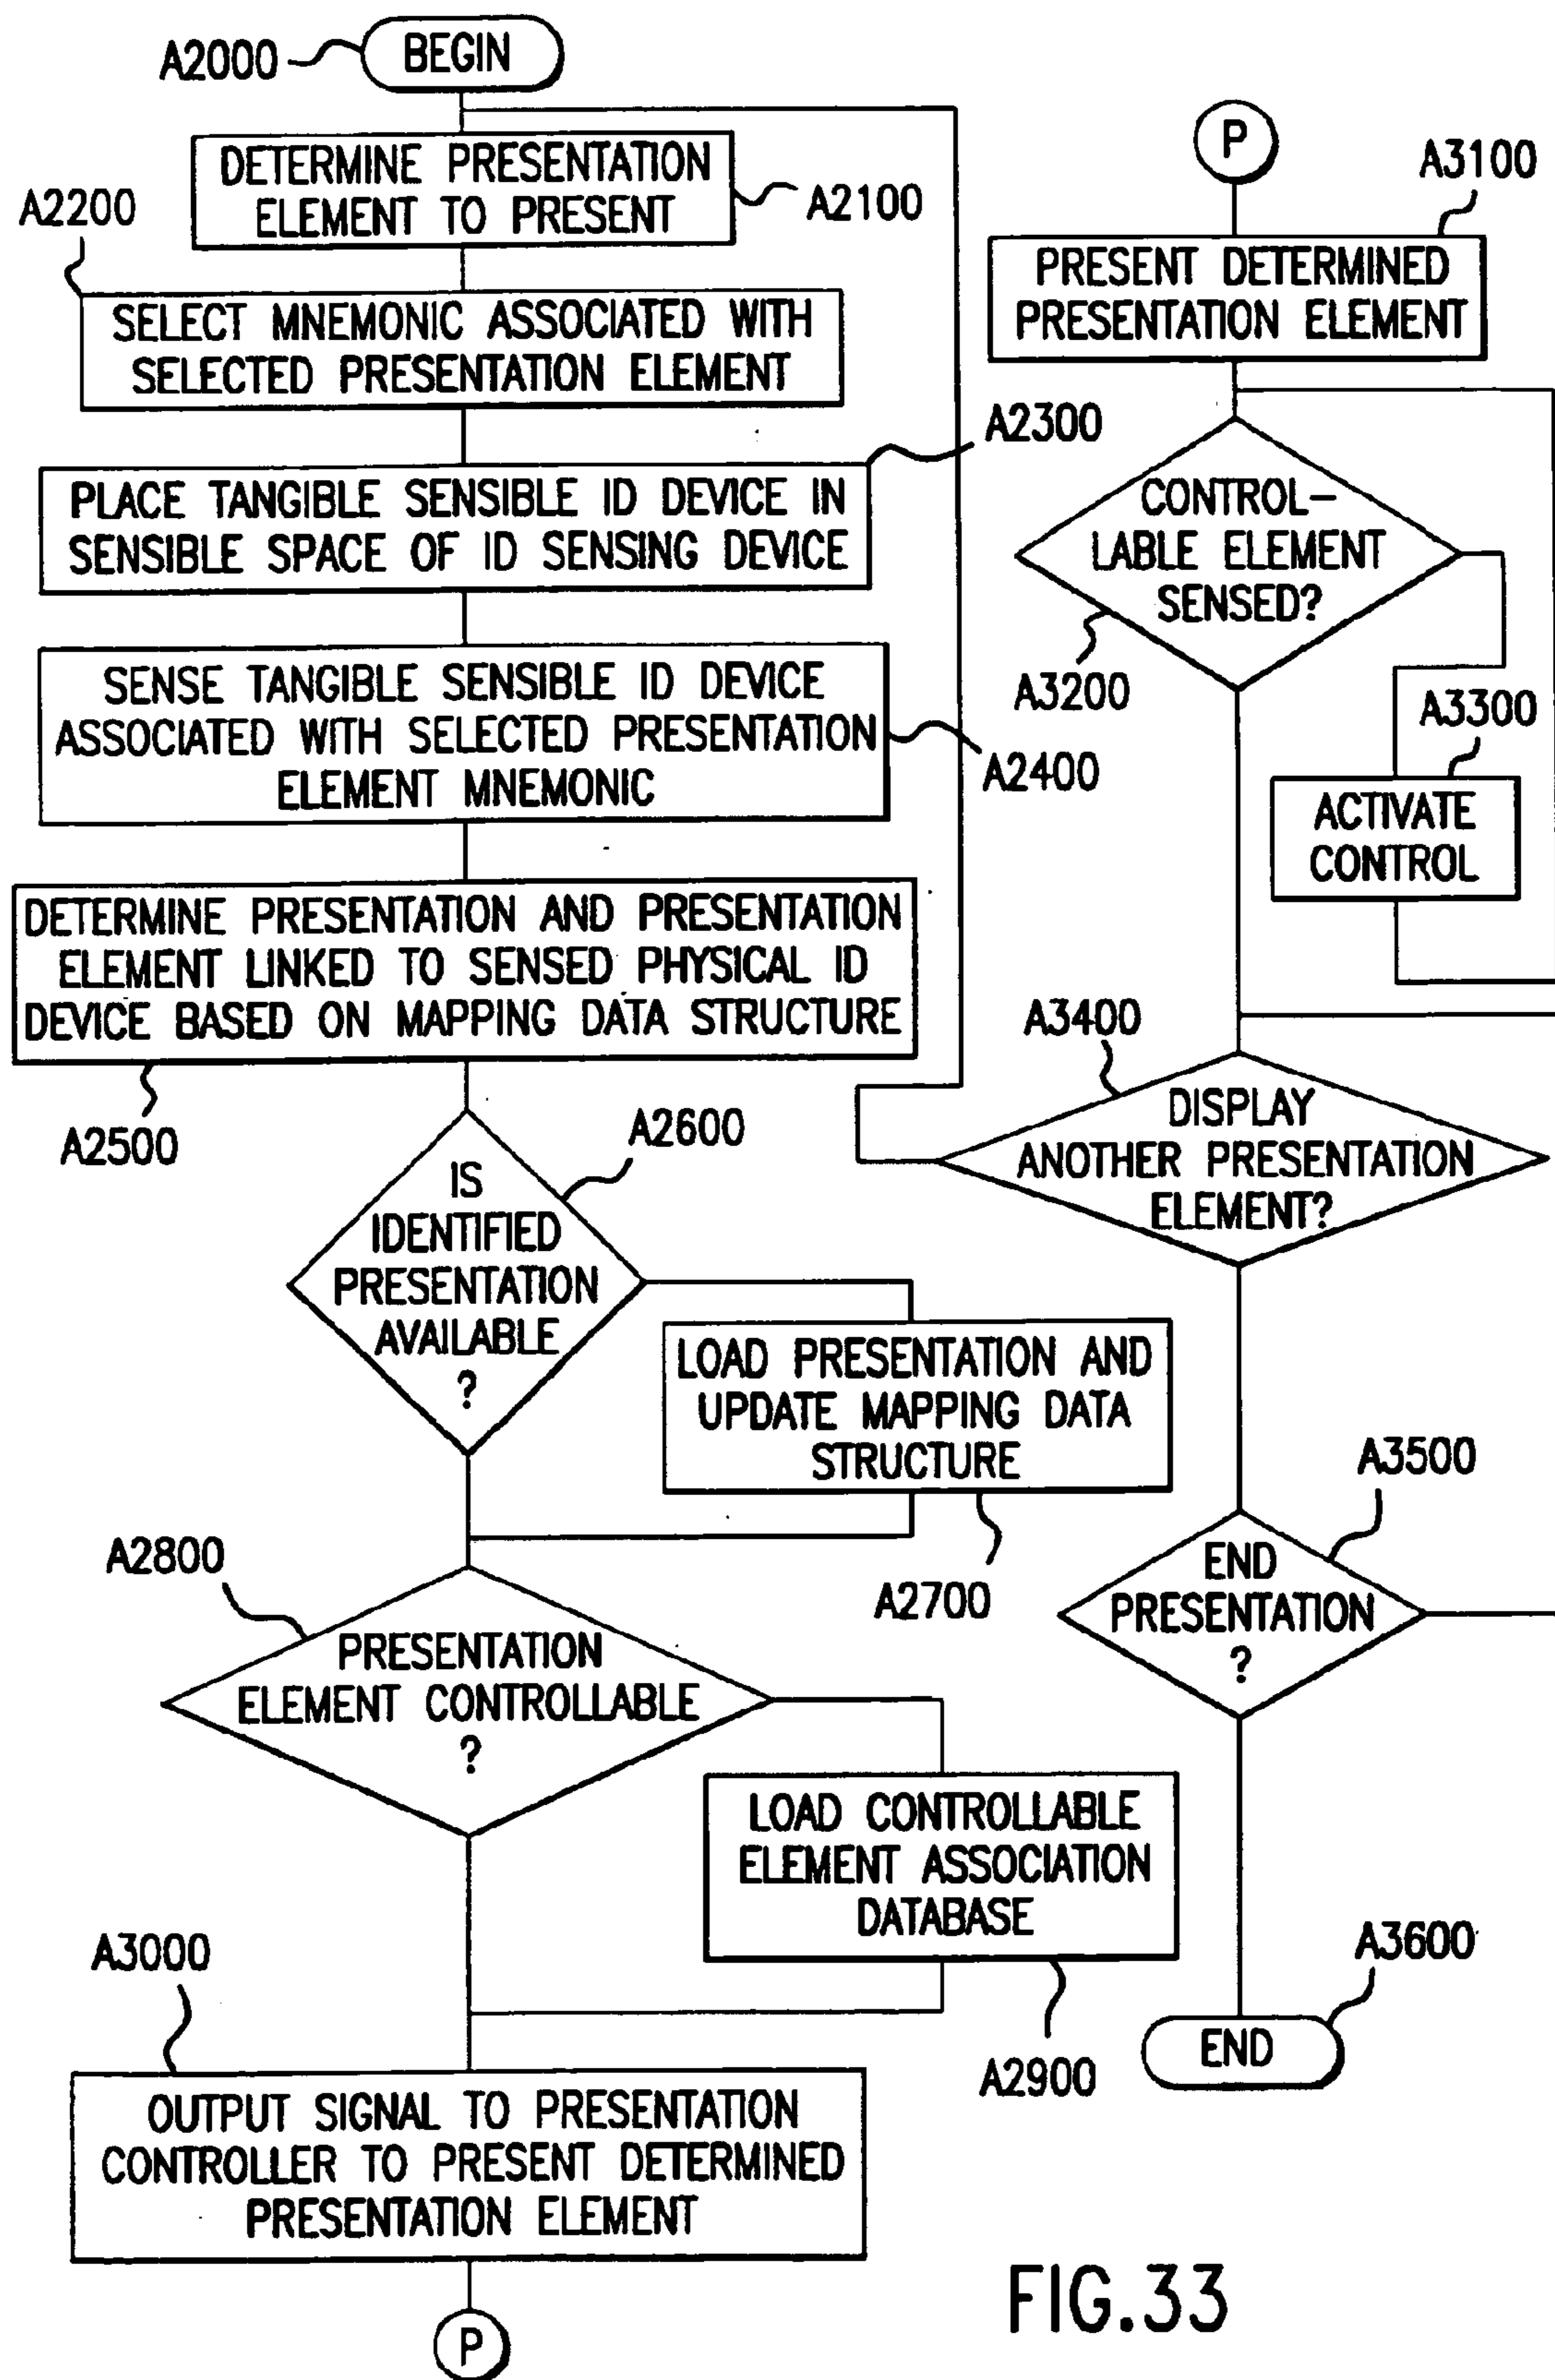 A2000
BEGIN
DETERMINE PRESENTATION
ELEMENT TO PRESENT
A2100
A2200
SELECT MNEMONIC ASSOCIATED WITH
SELECTED PRESENTATION ELEMENT
A2300
PLACE TANGIBLE SENSIBLE ID DEVICE IN
SENSIBLE SPACE OF ID SENSING DEVICE
SENSE TANGIBLE SENSIBLE ID DEVICE
ASSOCIATED WITH SELECTED PRESENTATION
ELEMENT MNEMONIC
A2400
DETERMINE PRESENTATION AND PRESENTATION
ELEMENT LINKED TO SENSED PHYSICAL ID
DEVICE BASED ON MAPPING DATA STRUCTURE
A2500
A2600
IS
IDENTIFIED
PRESENTATION
AVAILABLE
?
LOAD PRESENTATION AND
UPDATE MAPPING DATA
STRUCTURE
A2700
A2800
PRESENTATION
ELEMENT CONTROLLABLE
?
LOAD CONTROLLABLE
ELEMENT ASSOCIATION
DATABASE
A2900
A3000
OUTPUT SIGNAL TO PRESENTATION
CONTROLLER TO PRESENT DETERMINED
PRESENTATION ELEMENT
P
P
A3100
PRESENT DETERMINED
PRESENTATION ELEMENT
CONTROL-
LABLE ELEMENT
SENSED?
A3200
A3300
ACTIVATE
CONTROL
A3400
DISPLAY
ANOTHER PRESENTATION
ELEMENT?
A3500
END
PRESENTATION
?
A3600
END
FIG.33